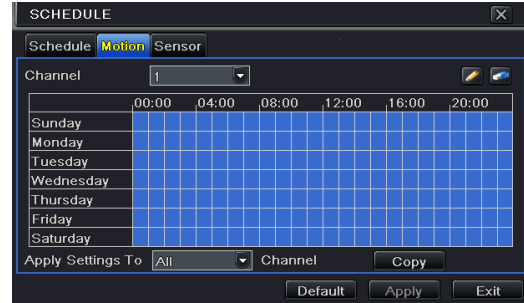 SCHEDULE
Schedule Motion Sensor
Channel 1
00:00 04:00 08:00 12:00 16:00 20:00
Sunday
Monday
Tuesday
Wednesday
Thursday
Friday
Saturday
Apply Settings To All Channel Copy
Default Apply Exit